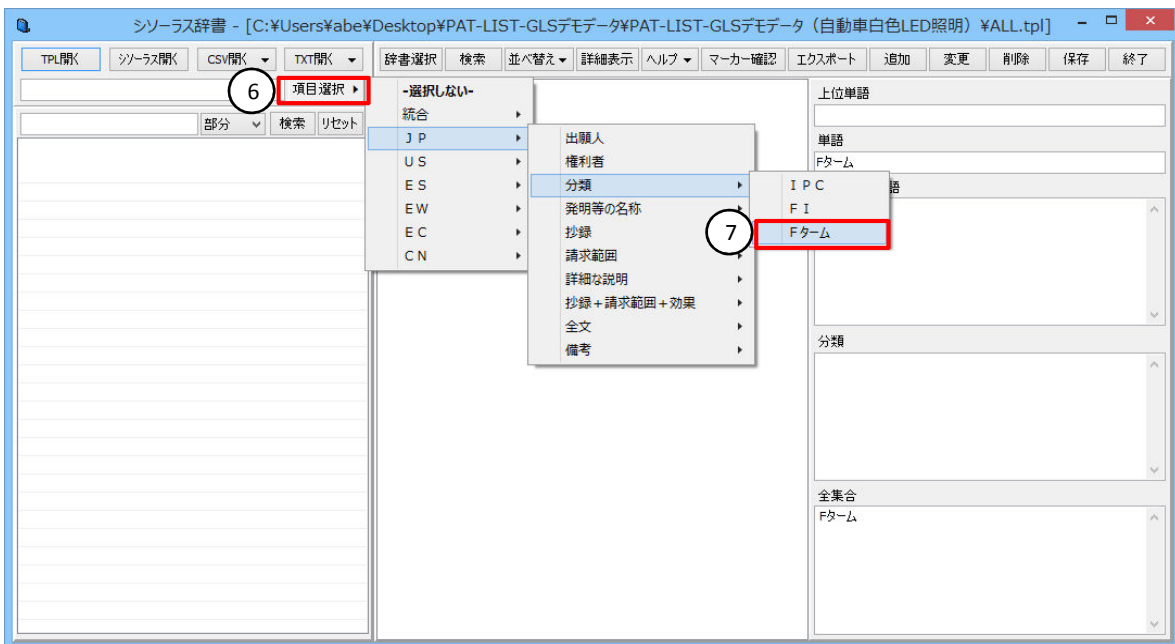 シソーラス辞書 - [C:¥Users¥abe¥Desktop¥PAT-LIST-GLSデモデータ¥PAT-LIST-GLSデモデータ（自動車白色LED照明）¥ALL.tpl]
TPL開く シソーラス開く CSV開く TXT開く 辞書選択 検索 並べ替え 詳細表示 ヘルプ マーカー確認 エクスポート 追加 変更 削除 保存 終了
6 項目選択
部分 検索 リセット
-選択しない-
統合
ＪＰ
ＵＳ
ＥＳ
ＥＷ
ＥＣ
ＣＮ
出願人
権利者
分類
発明等の名称
抄録
請求範囲
詳細な説明
抄録＋請求範囲＋効果
全文
備考
ＩＰＣ
ＦＩ
7 Fターム
上位単語
単語
Fターム
語
分類
全集合
Fターム